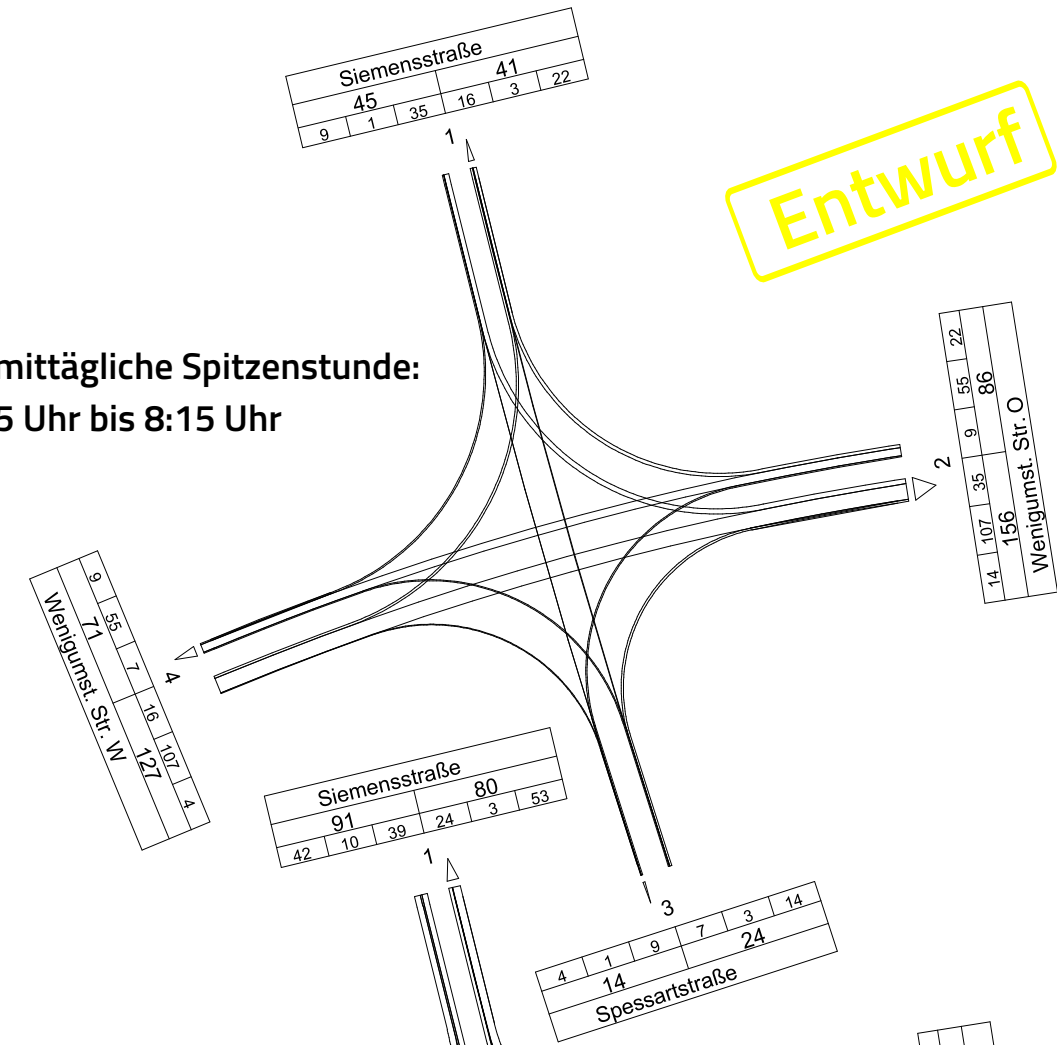 Siemensstraße
45 41
9 1 35 16 3 22
1
Entwurf
mittägliche Spitzenstunde:
5 Uhr bis 8:15 Uhr
22 55 9 35 107 14
86 156
Wenigumst. Str. O
2
9 55 7 16 107 4
71 127
Wenigumst. Str. W
4
Siemensstraße
91 80
42 10 39 24 3 53
1
3
4 1 9 7 3 14
14 24
Spessartstraße